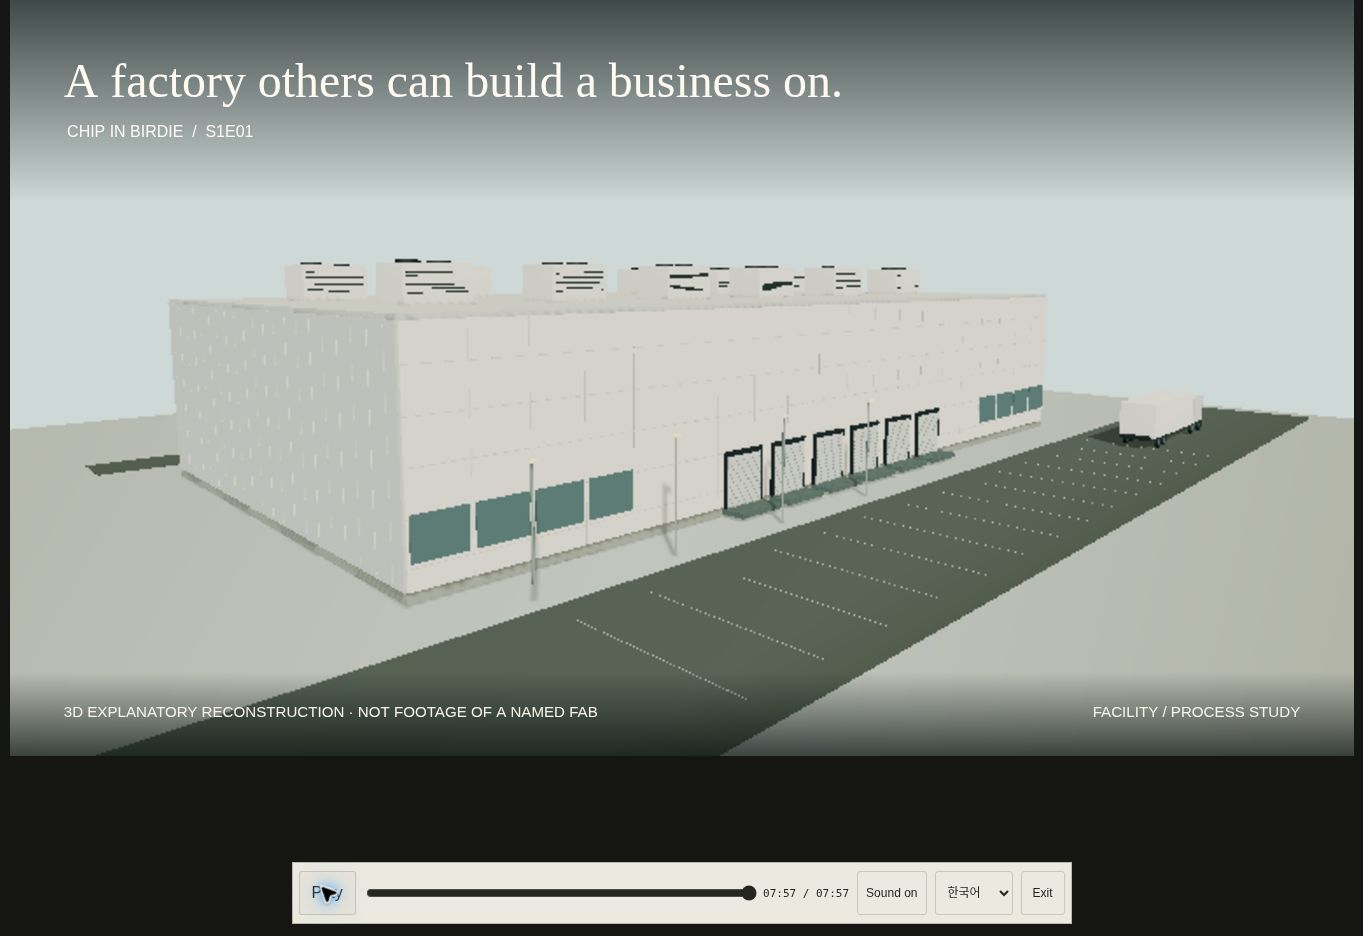 A factory others can build a business on.
CHIP IN BIRDIE / S1E01
3D EXPLANATORY RECONSTRUCTION · NOT FOOTAGE OF A NAMED FAB
FACILITY / PROCESS STUDY
07:57 / 07:57
Sound on
한국어
Exit